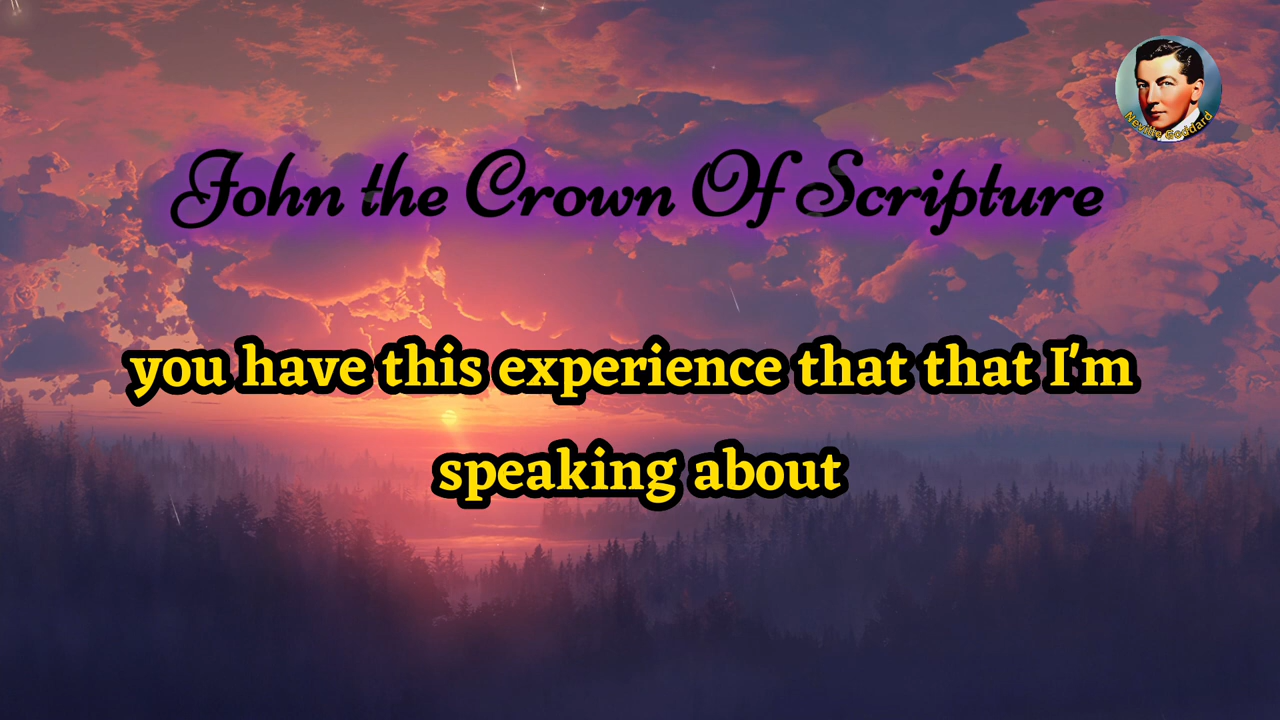 Neville Goddard
John the Crown Of Scripture
you have this experience that that I'm
speaking about